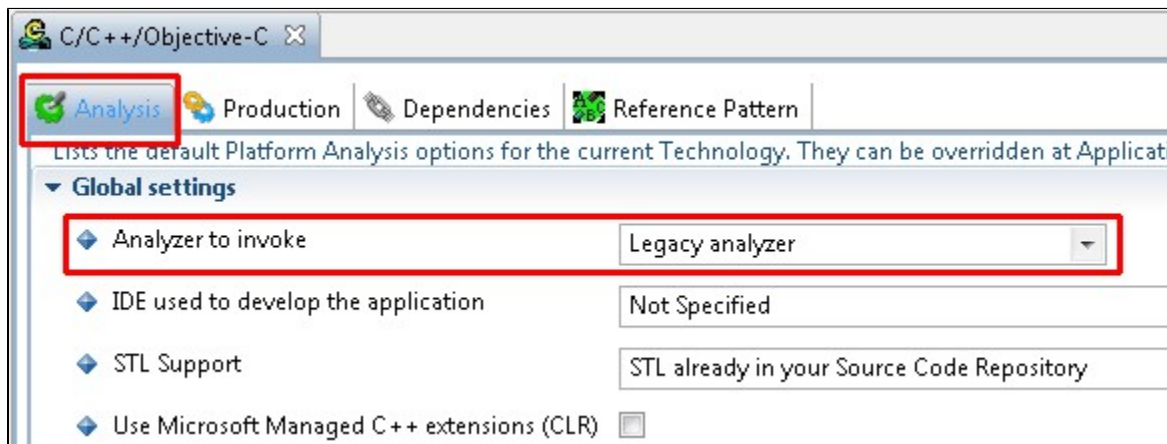 C/C++/Objective-C
Analysis Production Dependencies Reference Pattern
Lists the default Platform Analysis options for the current Technology. They can be overridden at
Global settings
Analyzer to invoke Legacy analyzer
IDE used to develop the application Not Specified
STL Support STL already in your Source Code Repository
Use Microsoft Managed C++ extensions (CLR)